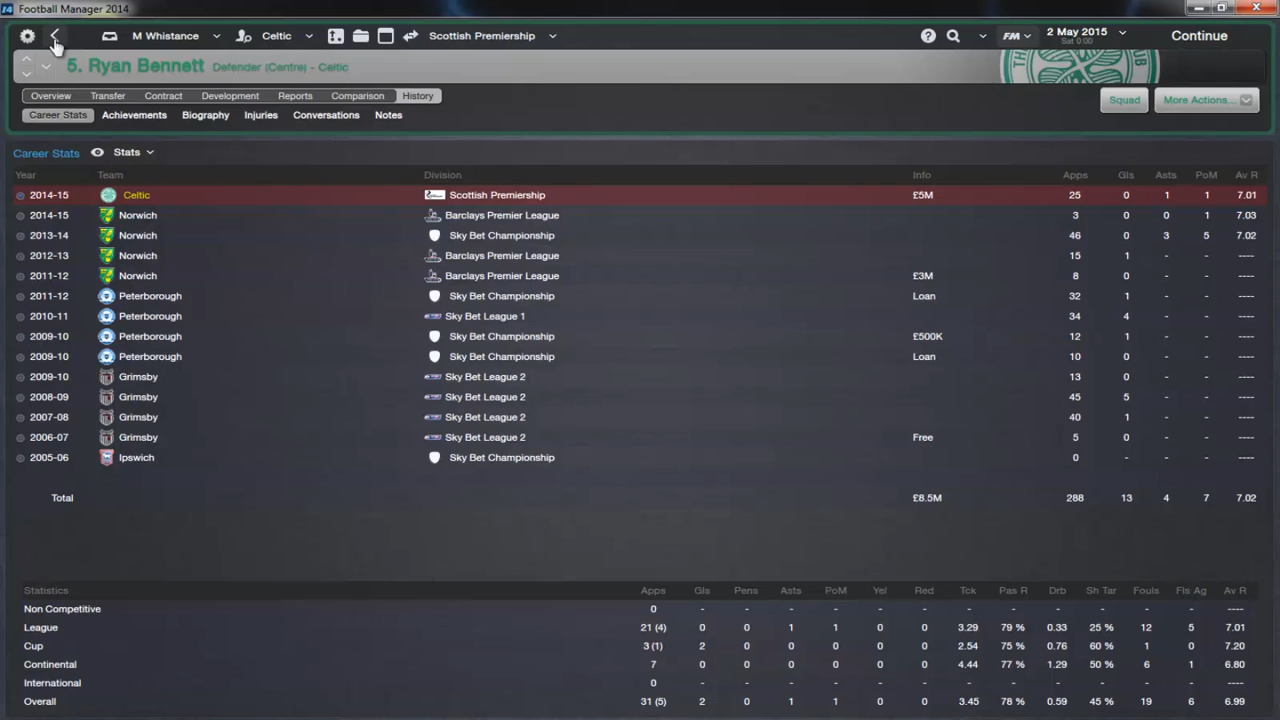 Football Manager 2014
M Whistance Celtic Scottish Premiership FM 2 May 2015 Continue
Sat 0:00
5. Ryan Bennett Defender (Centre) - Celtic
Overview Transfer Contract Development Reports Comparison History Squad More Actions...
Career Stats Achievements Biography Injuries Conversations Notes
Career Stats Stats
Year Team Division Info Apps Gls Asts PoM Av R
2014-15 Celtic Scottish Premiership £5M 25 0 1 1 7.01
2014-15 Norwich Barclays Premier League 3 0 0 1 7.03
2013-14 Norwich Sky Bet Championship 46 0 3 5 7.02
2012-13 Norwich Barclays Premier League 15 1 - - ----
2011-12 Norwich Barclays Premier League £3M 8 0 - - ----
2011-12 Peterborough Sky Bet Championship Loan 32 1 - - ----
2010-11 Peterborough Sky Bet League 1 34 4 - - ----
2009-10 Peterborough Sky Bet Championship £500K 12 1 - - ----
2009-10 Peterborough Sky Bet Championship Loan 10 0 - - ----
2009-10 Grimsby Sky Bet League 2 13 0 - - ----
2008-09 Grimsby Sky Bet League 2 45 5 - - ----
2007-08 Grimsby Sky Bet League 2 40 1 - - ----
2006-07 Grimsby Sky Bet League 2 Free 5 0 - - ----
2005-06 Ipswich Sky Bet Championship 0 - - - ----
Total £8.5M 288 13 4 7 7.02
Statistics Apps Gls Pens Asts PoM Yel Red Tck Pas R Drb Sh Tar Fouls Fls Ag Av R
Non Competitive 0 - - - - - - - - - - - - ----
League 21 (4) 0 0 1 1 0 0 3.29 79 % 0.33 25 % 12 5 7.01
Cup 3 (1) 2 0 0 0 0 0 2.54 75 % 0.76 60 % 1 0 7.20
Continental 7 0 0 0 0 0 0 4.44 77 % 1.29 50 % 6 1 6.80
International 0 - - - - - - - - - - - - ----
Overall 31 (5) 2 0 1 1 0 0 3.45 78 % 0.59 45 % 19 6 6.99